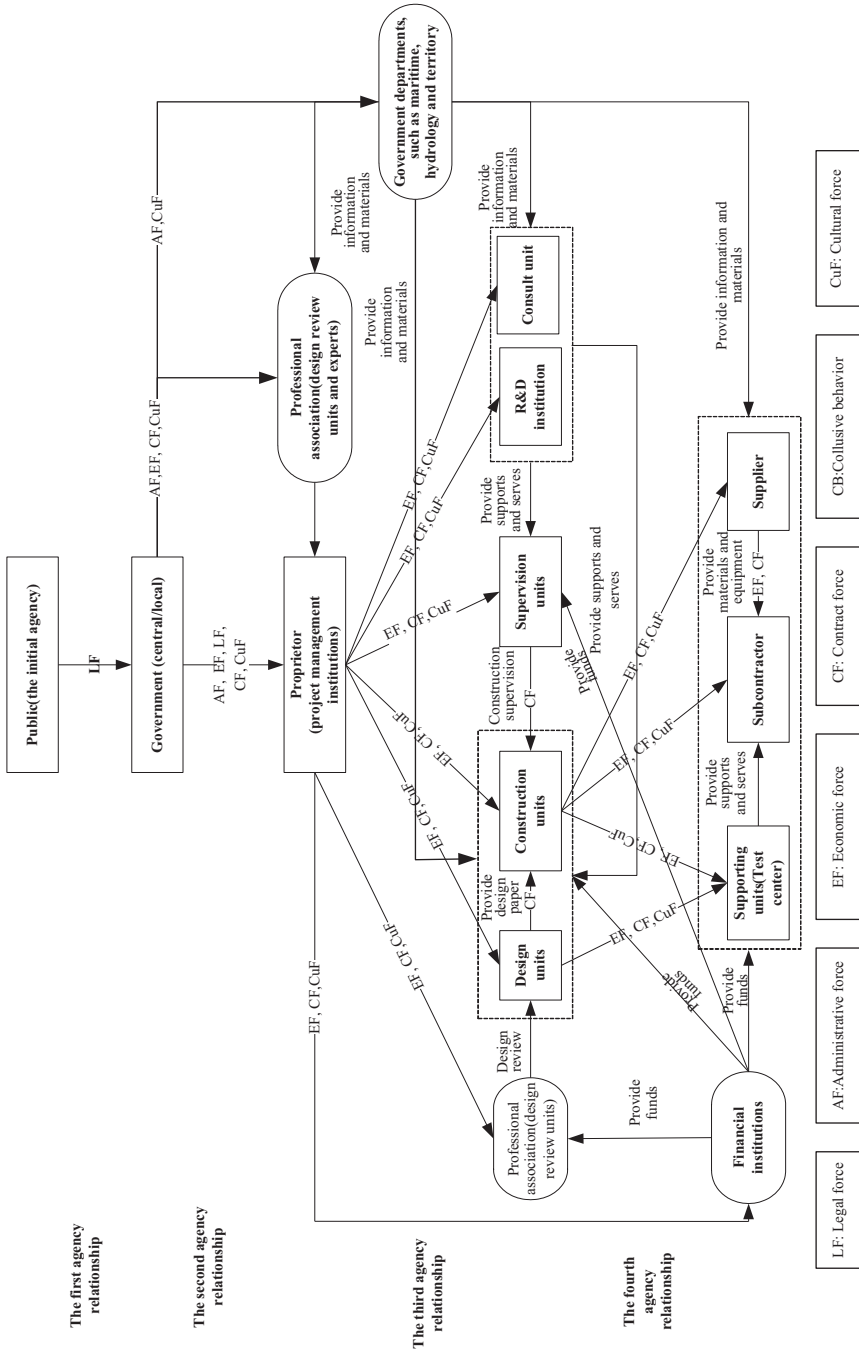 Public(the initial agency)
LF
Government (central/local)
AF,CuF
AF,EF, CF,CuF
AF, EF, LF,
CF, CuF
Proprietor
(project management
institutions)
Professional
association(design review
units and experts)
Provide
information
and materials
Government departments,
such as maritime,
hydrology and territory
Provide
information
and materials
EF, CF,CuF
EF, CF,CuF
EF, CF,CuF
EF, CF,CuF
EF, CF,CuF
EF, CF,CuF
EF, CF,CuF
Provide
information
and materials
Professional
association(design
review units)
Design
review
Design
units
Provide
design
paper
CF
Construction
units
Construction
supervision
CF
Supervision
units
Provide
supports
and serves
R&D
institution
Consult unit
Provide supports and
serves
Provide
funds
Provide
funds
Provide
funds
EF, CF,CuF
EF, CF,CuF
EF, CF,CuF
EF, CF,CuF
Provide information and
materials
Financial
institutions
Provide
funds
Supporting
units(Test
center)
Provide
supports
and serves
Subcontractor
Provide
materials and
equipment
EF, CF
Supplier
The first agency
relationship
The second agency
relationship
The third agency
relationship
The fourth
agency
relationship
LF: Legal force
AF:Administrative force
EF: Economic force
CF: Contract force
CB:Collusive behavior
CuF: Cultural force